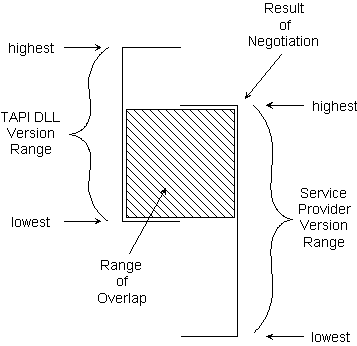 Result
of
Negotiation
highest
highest
TAPI DLL
Version
Range
Service
Provider
Version
Range
lowest
Range
of
Overlap
lowest